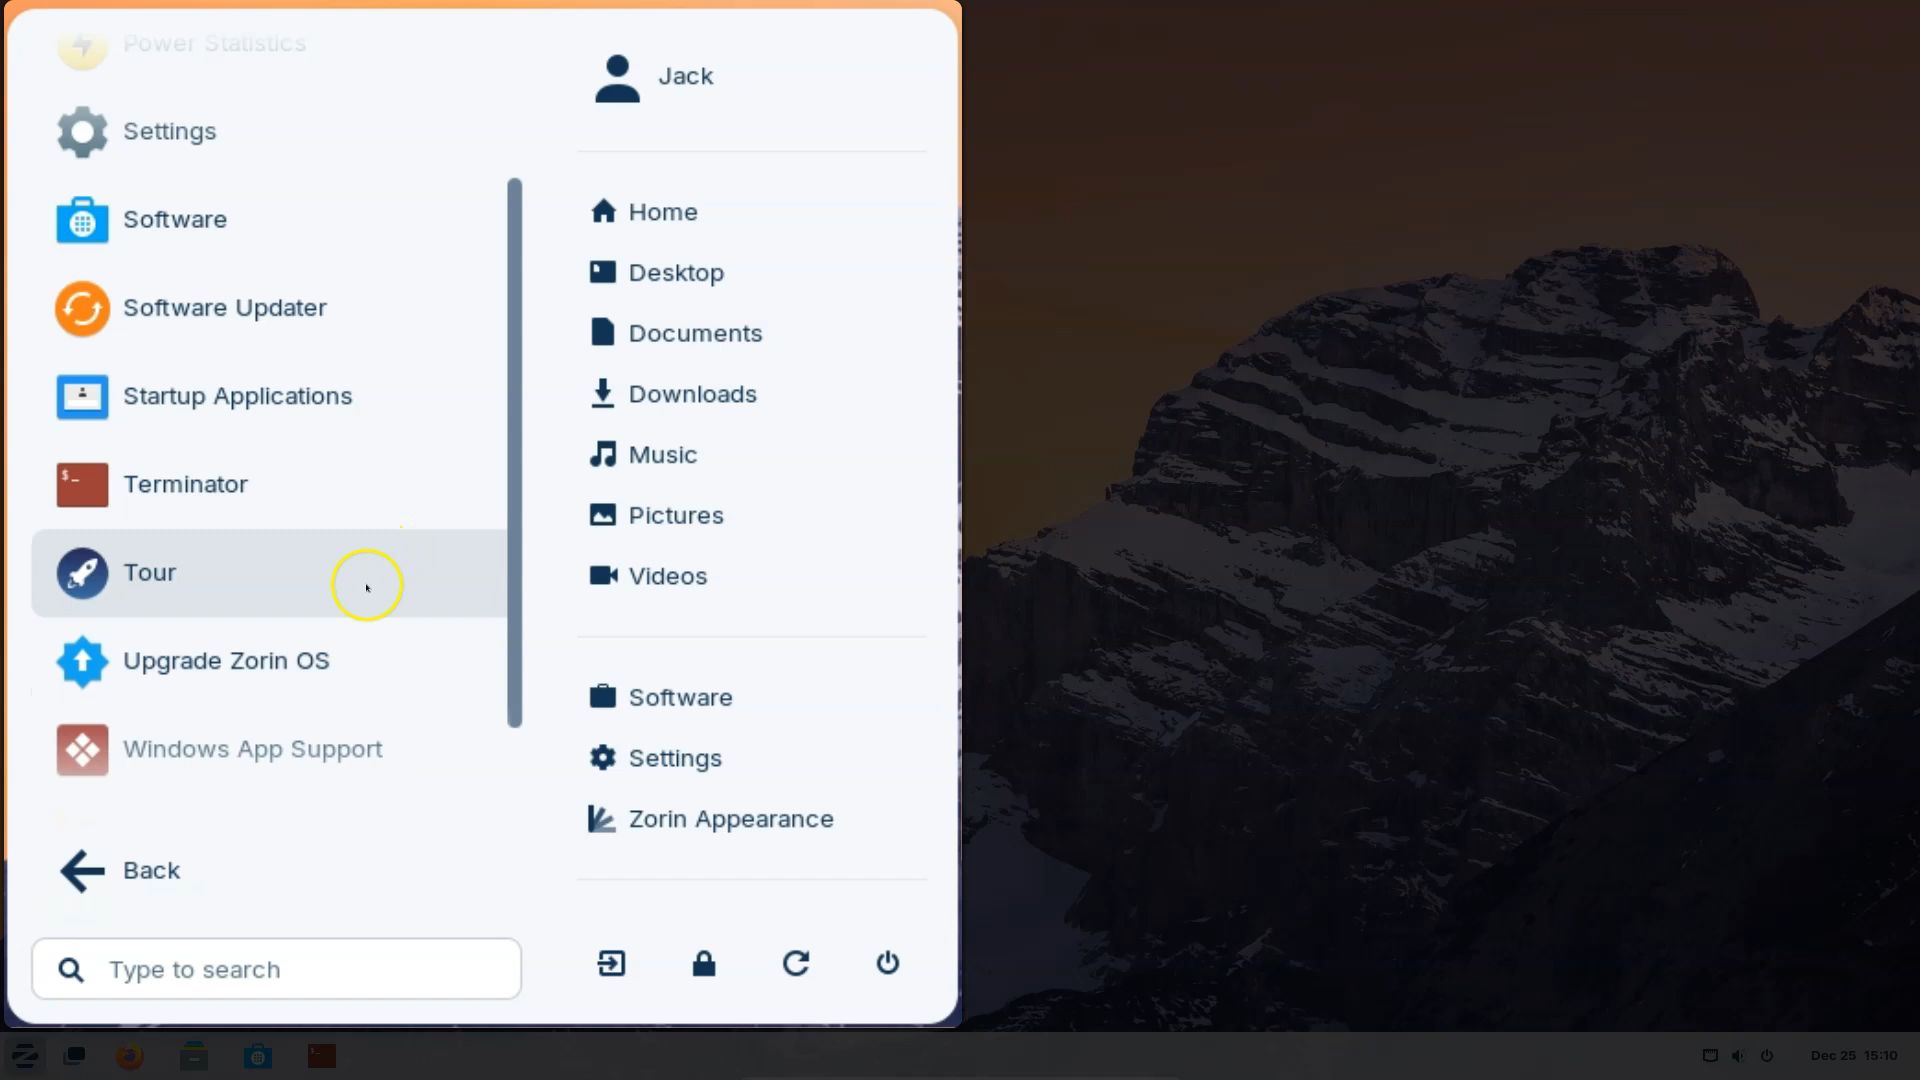 Power Statistics
Settings
Software
Software Updater
Startup Applications
$_
Terminator
Tour
Upgrade Zorin OS
Windows App Support
Back
Type to search
Jack
Home
Desktop
Documents
Downloads
Music
Pictures
Videos
Software
Settings
Zorin Appearance
Dec 25 15:10